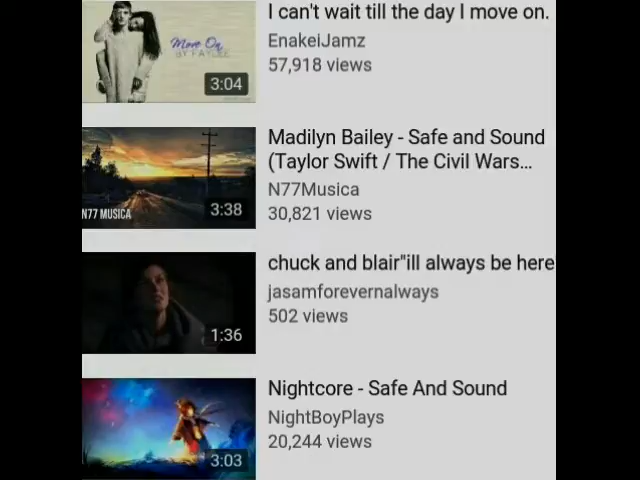 I can't wait till the day I move on.
EnakeiJamz
57,918 views
Move On
BY FAYDEE
3:04
Madilyn Bailey - Safe and Sound
(Taylor Swift / The Civil Wars...
N77Musica
30,821 views
N77 MUSICA
3:38
chuck and blair"ill always be here
jasamforevernalways
502 views
1:36
Nightcore - Safe And Sound
NightBoyPlays
20,244 views
3:03